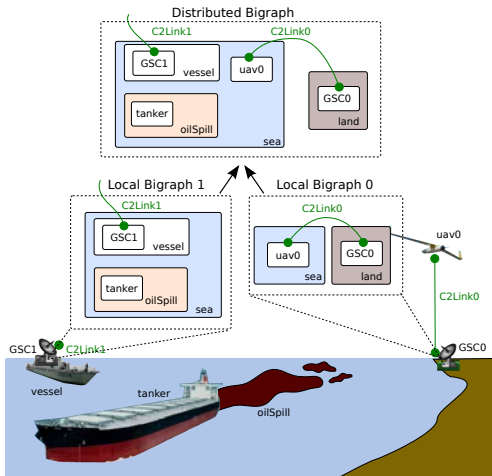 Distributed Bigraph
C2Link1
C2Link0
GSC1
vessel
uav0
GSC0
land
tanker
oilSpill
sea
Local Bigraph 1
Local Bigraph 0
C2Link1
GSC1
vessel
tanker
oilSpill
sea
C2Link0
uav0
sea
GSC0
land
uav0
C2Link0
GSC1
C2Link1
GSC0
vessel
tanker
oilSpill